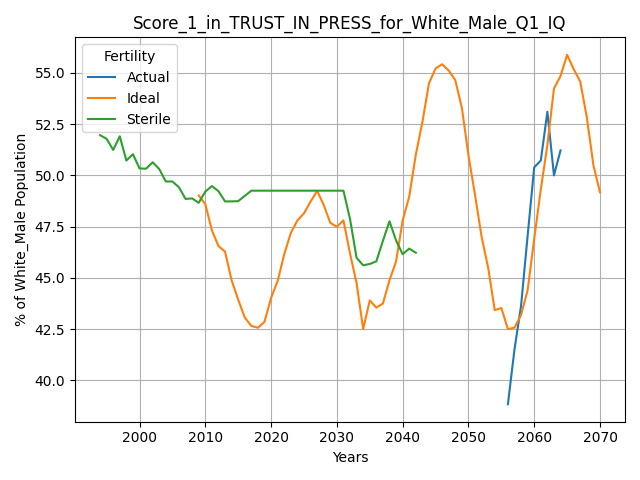 Score_1_in_TRUST_IN_PRESS_for_White_Male_Q1_IQ
Fertility
Actual
Ideal
Sterile
% of White_Male Population
55.0
52.5
50.0
47.5
45.0
42.5
40.0
2000 2010 2020 2030 2040 2050 2060 2070
Years